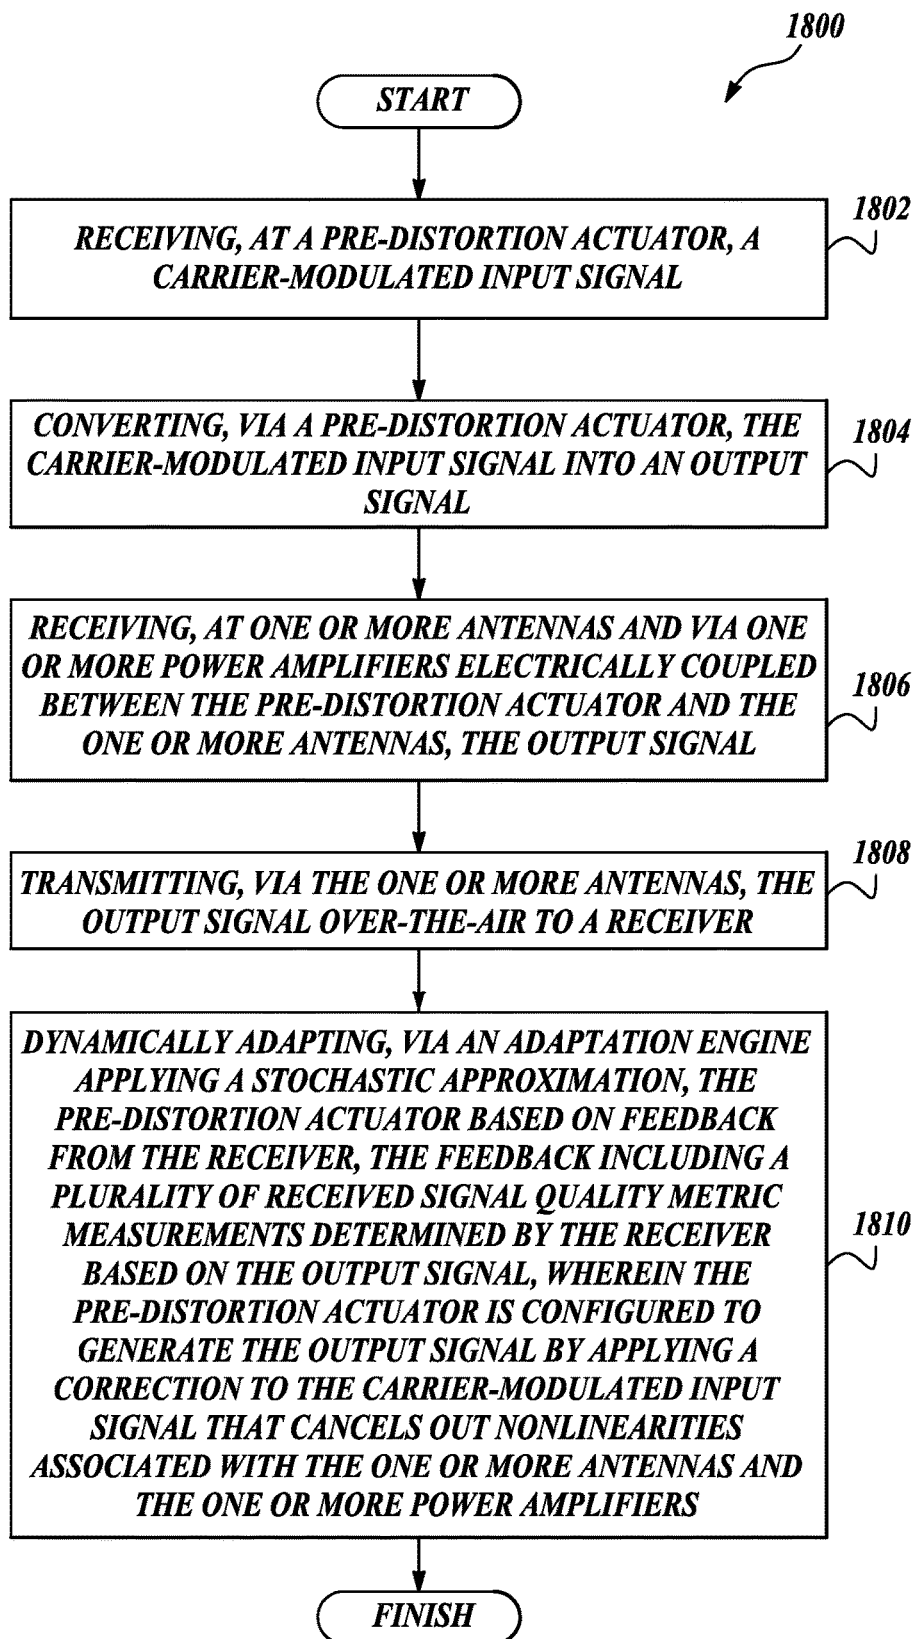 1800
START
1802
RECEIVING, AT A PRE-DISTORTION ACTUATOR, A
CARRIER-MODULATED INPUT SIGNAL
1804
CONVERTING, VIA A PRE-DISTORTION ACTUATOR, THE
CARRIER-MODULATED INPUT SIGNAL INTO AN OUTPUT
SIGNAL
1806
RECEIVING, AT ONE OR MORE ANTENNAS AND VIA ONE
OR MORE POWER AMPLIFIERS ELECTRICALLY COUPLED
BETWEEN THE PRE-DISTORTION ACTUATOR AND THE
ONE OR MORE ANTENNAS, THE OUTPUT SIGNAL
1808
TRANSMITTING, VIA THE ONE OR MORE ANTENNAS, THE
OUTPUT SIGNAL OVER-THE-AIR TO A RECEIVER
1810
DYNAMICALLY ADAPTING, VIA AN ADAPTATION ENGINE
APPLYING A STOCHASTIC APPROXIMATION, THE
PRE-DISTORTION ACTUATOR BASED ON FEEDBACK
FROM THE RECEIVER, THE FEEDBACK INCLUDING A
PLURALITY OF RECEIVED SIGNAL QUALITY METRIC
MEASUREMENTS DETERMINED BY THE RECEIVER
BASED ON THE OUTPUT SIGNAL, WHEREIN THE
PRE-DISTORTION ACTUATOR IS CONFIGURED TO
GENERATE THE OUTPUT SIGNAL BY APPLYING A
CORRECTION TO THE CARRIER-MODULATED INPUT
SIGNAL THAT CANCELS OUT NONLINEARITIES
ASSOCIATED WITH THE ONE OR MORE ANTENNAS AND
THE ONE OR MORE POWER AMPLIFIERS
FINISH